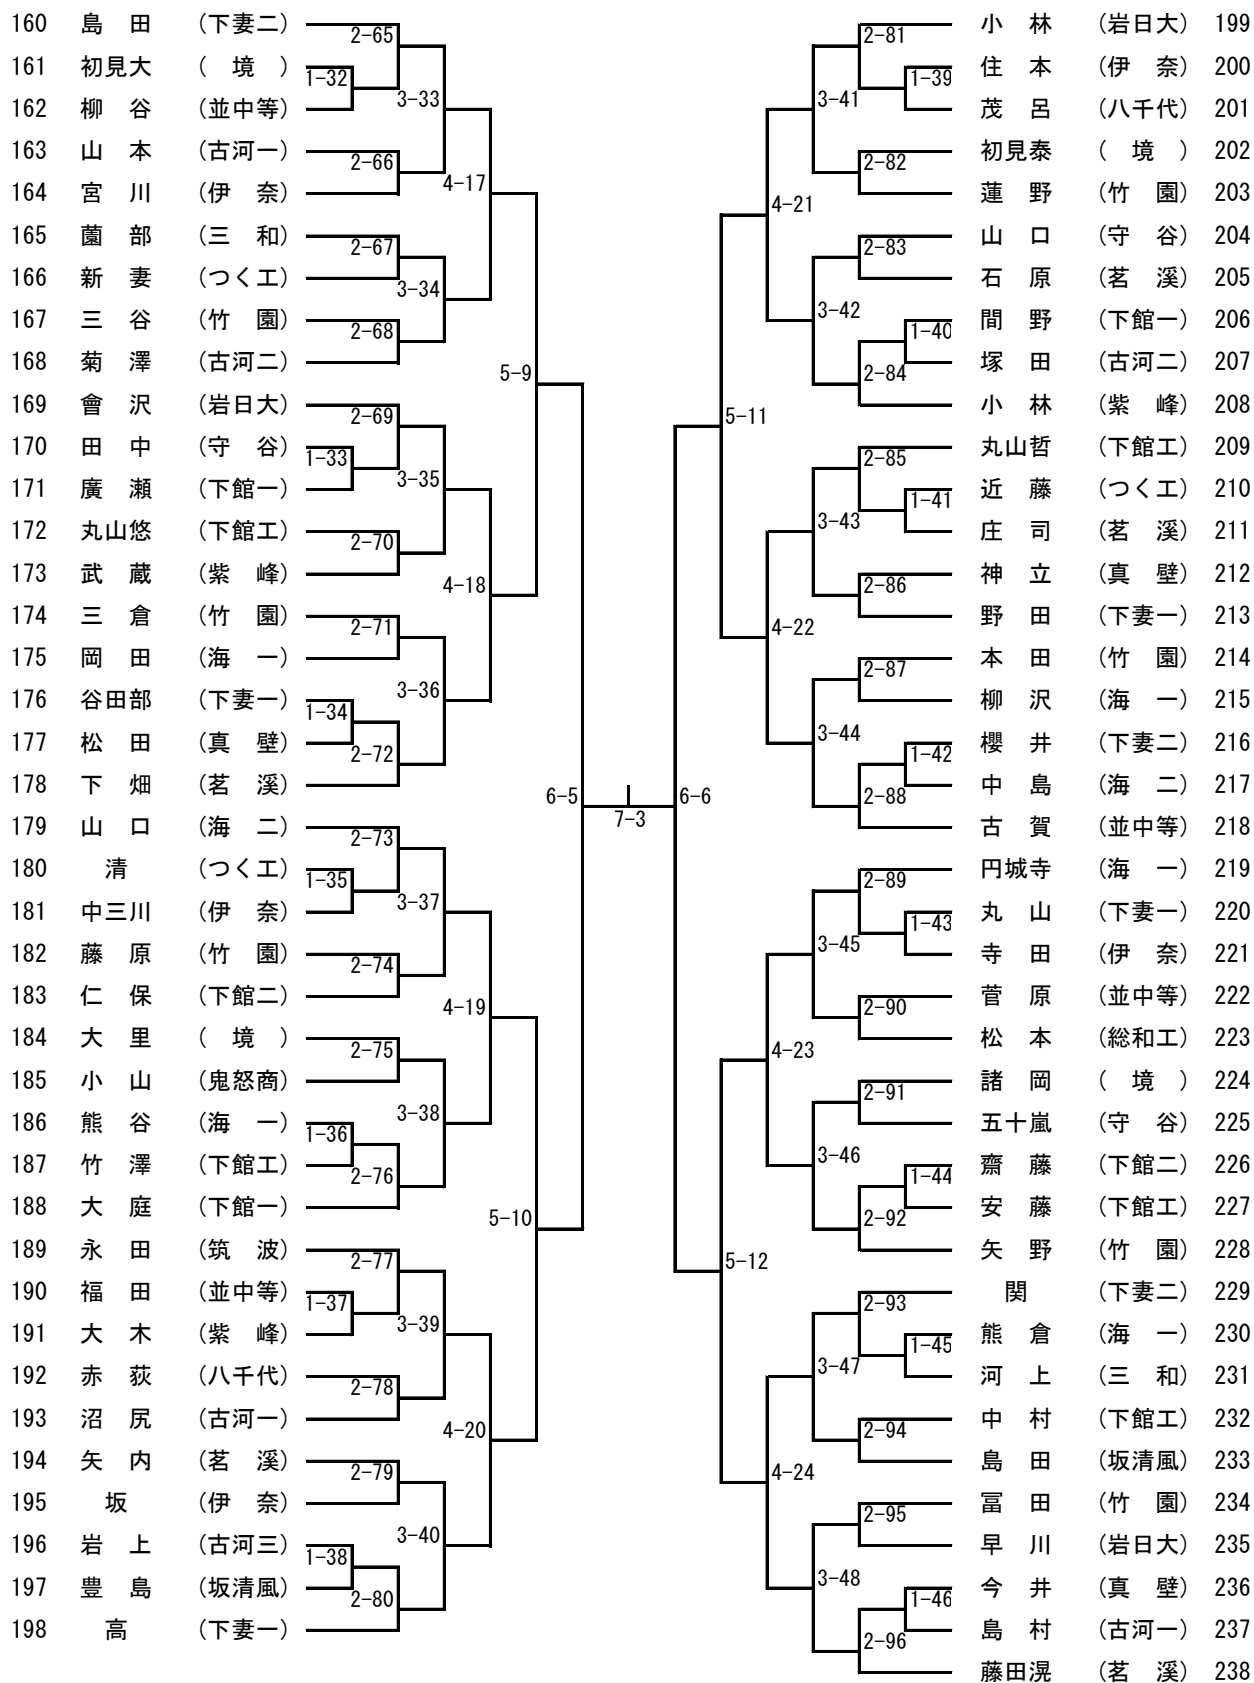 160 島 田 (下妻二)
161 初見大 ( 境 )
162 柳 谷 (並中等)
163 山 本 (古河一)
164 宮 川 (伊 奈)
165 薗 部 (三 和)
166 新 妻 (つく工)
167 三 谷 (竹 園)
168 菊 澤 (古河二)
169 會 沢 (岩日大)
170 田 中 (守 谷)
171 廣 瀬 (下館一)
172 丸山悠 (下館工)
173 武 蔵 (紫 峰)
174 三 倉 (竹 園)
175 岡 田 (海 一)
176 谷田部 (下妻一)
177 松 田 (真 壁)
178 下 畑 (茗 溪)
179 山 口 (海 二)
180 清 (つく工)
181 中三川 (伊 奈)
182 藤 原 (竹 園)
183 仁 保 (下館二)
184 大 里 ( 境 )
185 小 山 (鬼怒商)
186 熊 谷 (海 一)
187 竹 澤 (下館工)
188 大 庭 (下館一)
189 永 田 (筑 波)
190 福 田 (並中等)
191 大 木 (紫 峰)
192 赤 荻 (八千代)
193 沼 尻 (古河一)
194 矢 内 (茗 溪)
195 坂 (伊 奈)
196 岩 上 (古河三)
197 豊 島 (坂清風)
198 高 (下妻一)
1-32
1-33
1-34
1-35
1-36
1-37
1-38
2-65
2-66
2-67
2-68
2-69
2-70
2-71
2-72
2-73
2-74
2-75
2-76
2-77
2-78
2-79
2-80
3-33
3-34
3-35
3-36
3-37
3-38
3-39
3-40
4-17
4-18
4-19
4-20
5-9
5-10
6-5
7-3
6-6
5-11
5-12
4-21
4-22
4-23
4-24
3-41
3-42
3-43
3-44
3-45
3-46
3-47
3-48
2-81
2-82
2-83
2-84
2-85
2-86
2-87
2-88
2-89
2-90
2-91
2-92
2-93
2-94
2-95
2-96
1-39
1-40
1-41
1-42
1-43
1-44
1-45
1-46
小 林 (岩日大) 199
住 本 (伊 奈) 200
茂 呂 (八千代) 201
初見泰 ( 境 ) 202
蓮 野 (竹 園) 203
山 口 (守 谷) 204
石 原 (茗 溪) 205
間 野 (下館一) 206
塚 田 (古河二) 207
小 林 (紫 峰) 208
丸山哲 (下館工) 209
近 藤 (つく工) 210
庄 司 (茗 溪) 211
神 立 (真 壁) 212
野 田 (下妻一) 213
本 田 (竹 園) 214
柳 沢 (海 一) 215
櫻 井 (下妻二) 216
中 島 (海 二) 217
古 賀 (並中等) 218
円城寺 (海 一) 219
丸 山 (下妻一) 220
寺 田 (伊 奈) 221
菅 原 (並中等) 222
松 本 (総和工) 223
諸 岡 ( 境 ) 224
五十嵐 (守 谷) 225
齋 藤 (下館二) 226
安 藤 (下館工) 227
矢 野 (竹 園) 228
関 (下妻二) 229
熊 倉 (海 一) 230
河 上 (三 和) 231
中 村 (下館工) 232
島 田 (坂清風) 233
冨 田 (竹 園) 234
早 川 (岩日大) 235
今 井 (真 壁) 236
島 村 (古河一) 237
藤田滉 (茗 溪) 238